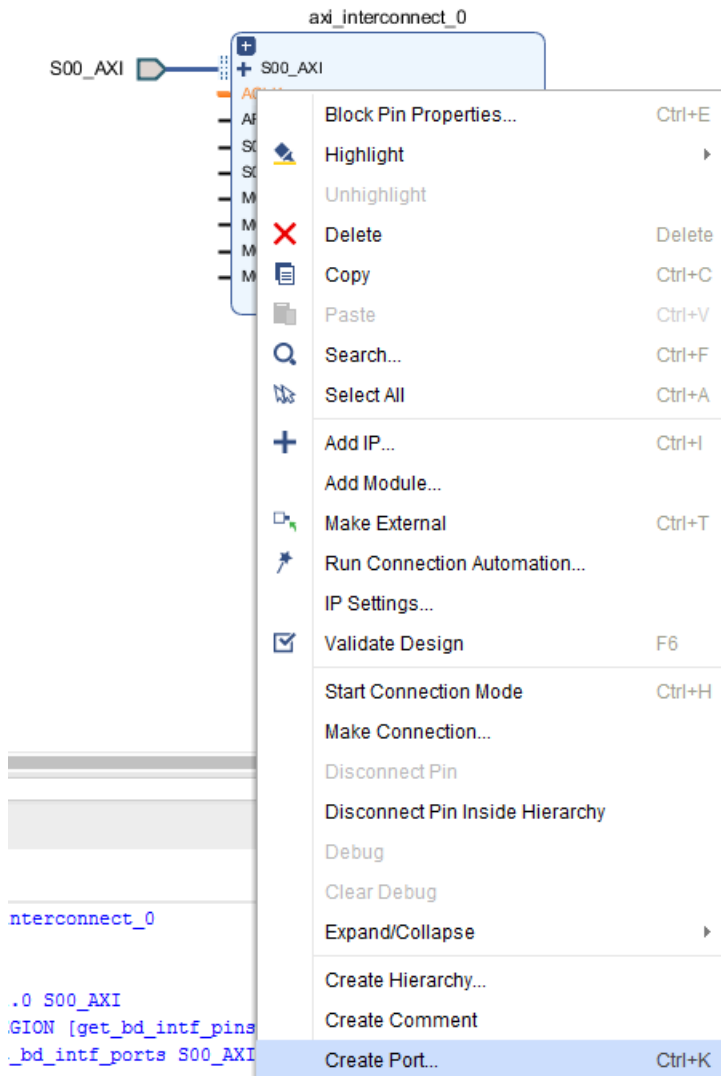 axi_interconnect_0
S00_AXI
S00_AXI
Block Pin Properties... Ctrl+E
Highlight
Unhighlight
Delete Delete
Copy Ctrl+C
Paste Ctrl+V
Search... Ctrl+F
Select All Ctrl+A
Add IP... Ctrl+I
Add Module...
Make External Ctrl+T
Run Connection Automation...
IP Settings...
Validate Design F6
Start Connection Mode Ctrl+H
Make Connection...
Disconnect Pin
Disconnect Pin Inside Hierarchy
Debug
Clear Debug
Expand/Collapse
Create Hierarchy...
Create Comment
Create Port... Ctrl+K
nterconnect_0
.0 S00_AXI
GION [get_bd_intf_pins
_bd_intf_ports S00_AXI